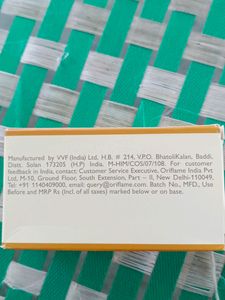 Manufactured by VVF (India) Ltd, H.B. # 214, V.P.O. BhatoliKalan, Baddi,
Distt. Solan 173205 (H.P) India. M-HIM/COS/07/108. For customer
feedback in India, contact: Customer Service Executive, Oriflame India Pvt
Ltd, M-10, Ground Floor, South Extension, Part – II, New Delhi-110049,
Tel: +91 1140409000, email: query@oriflame.com. Batch No., MFD., Use
Before and MRP Rs (Incl. of all taxes) marked below or on base.